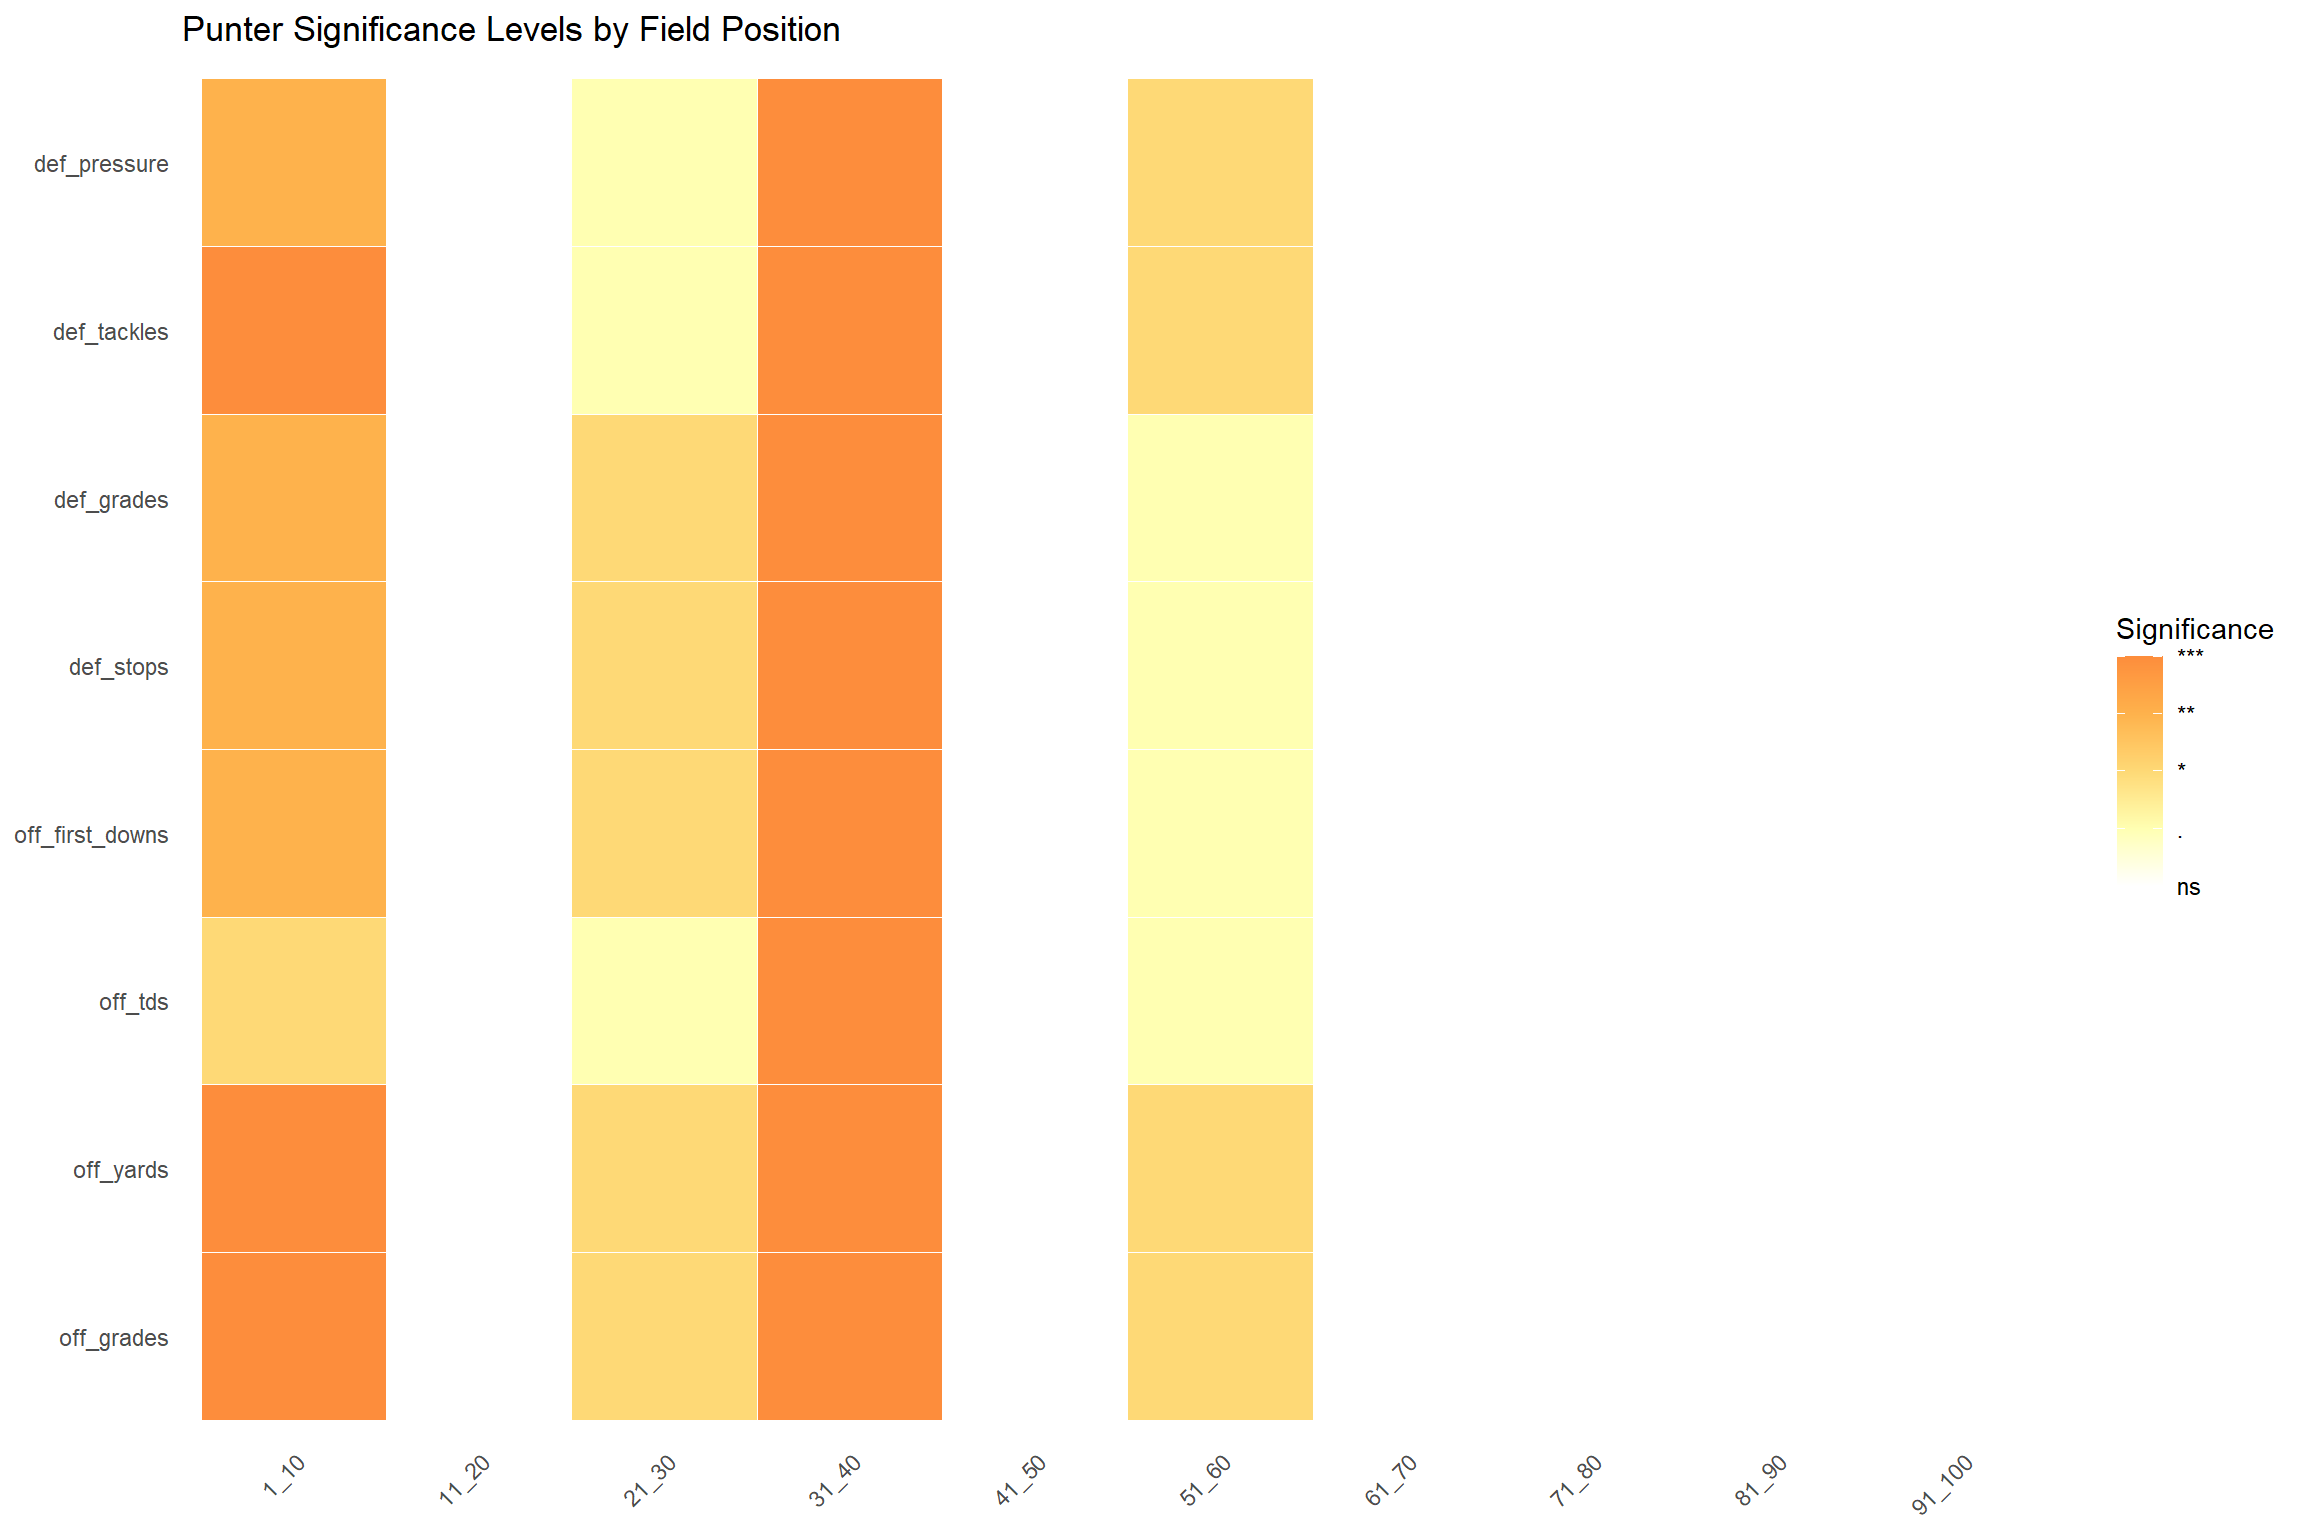 Punter Significance Levels by Field Position
def_pressure
def_tackles
def_grades
def_stops
off_first_downs
off_tds
off_yards
off_grades
1_10
11_20
21_30
31_40
41_50
51_60
61_70
71_80
81_90
91_100
Significance
***
**
*
.
ns